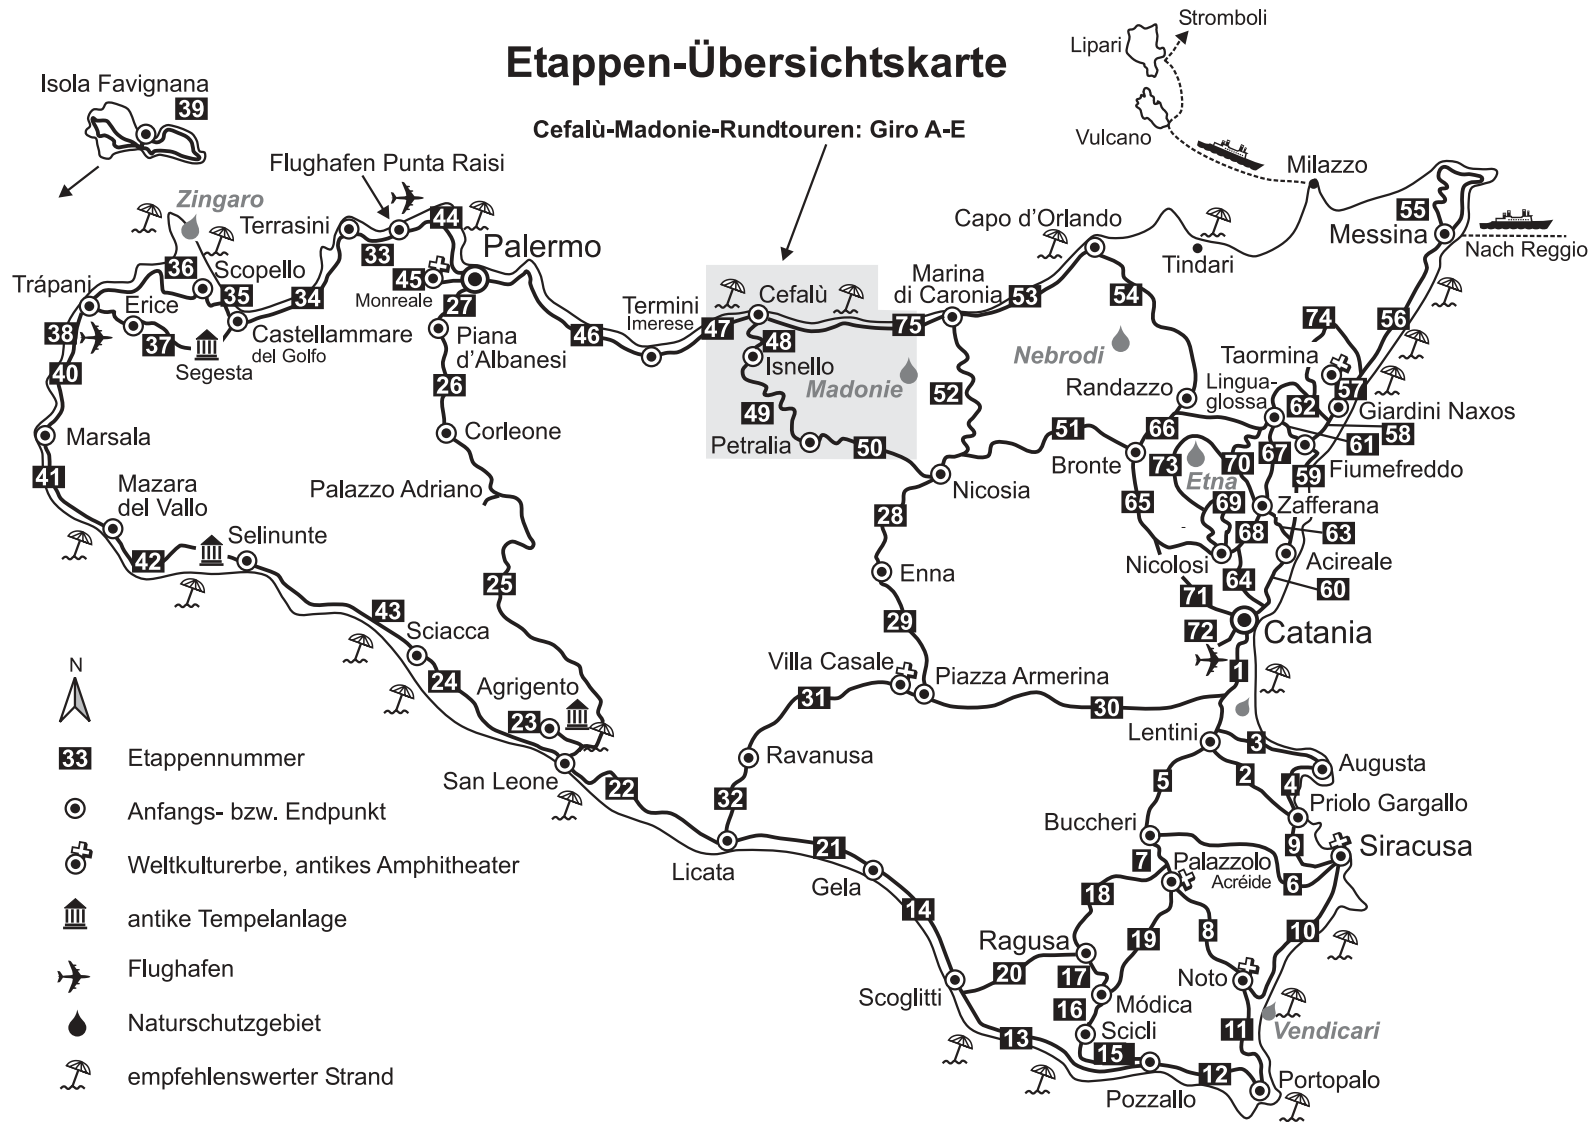 Etappen-Übersichtskarte
Cefalù-Madonie-Rundtouren: Giro A-E
Stromboli
Lipari
Vulcano
Milazzo
Isola Favignana
39
Flughafen Punta Raisi
Zingaro
Terrasini
44
33
Palermo
Capo d’Orlando
Tindari
55
Messina
Nach Reggio
36
Scopello
45
Monreale
27
Trápani
Erice
35
34
Termini
Imerese
47
Cefalù
Marina
di Caronia
53
54
38
37
Segesta
Castellammare
del Golfo
Piana
d’Albanesi
46
48
75
74
56
40
26
Isnello
Madonie
52
Nebrodi
Randazzo
Taormina
Lingua-
glossa
57
62
Giardini Naxos
58
Marsala
Corleone
49
Petralia
50
51
66
61
Bronte
73
70
67
59
Fiumefreddo
41
Mazara
del Vallo
Palazzo Adriano
Nicosia
Etna
65
69
Zafferana
28
68
63
42
Selinunte
25
Enna
Nicolosi
Acireale
64
60
71
43
Sciacca
29
72
Catania
24
Agrigento
Villa Casale
Piazza Armerina
1
N
23
31
30
33
Etappennummer
San Leone
22
Ravanusa
Lentini
3
Augusta
2
5
4
Anfangs- bzw. Endpunkt
32
Priolo Gargallo
Buccheri
9
Siracusa
Weltkulturerbe, antikes Amphitheater
Licata
21
Gela
7
Palazzolo
Acréide
6
18
antike Tempelanlage
14
Ragusa
19
8
10
Flughafen
20
17
Noto
Scoglitti
16
Módica
Naturschutzgebiet
13
Scicli
11
Vendicari
15
12
empfehlenswerter Strand
Pozzallo
Portopalo